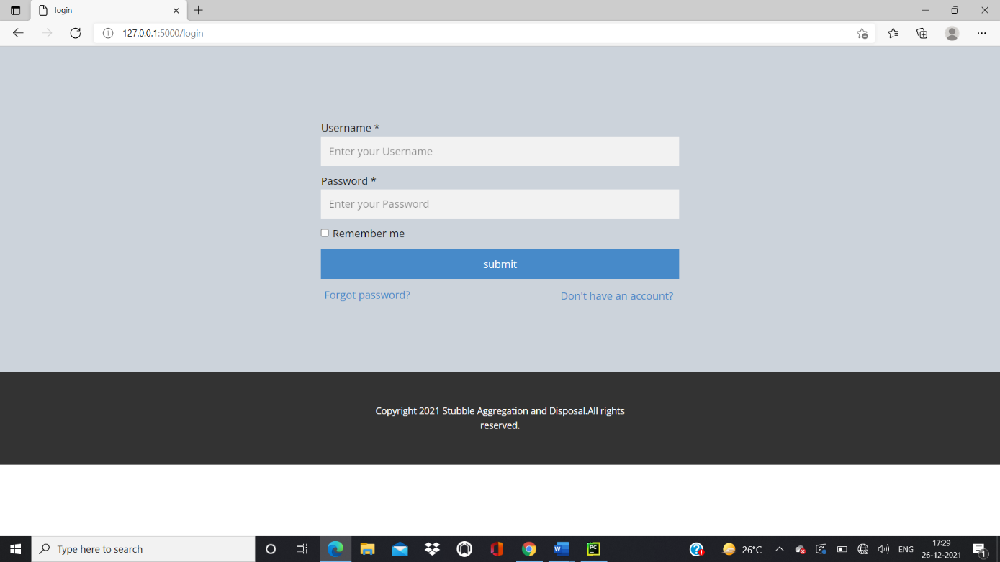 login
127.0.0.1:5000/login
Username *
Enter your Username
Password *
Enter your Password
Remember me
submit
Forgot password?
Don't have an account?
Copyright 2021 Stubble Aggregation and Disposal.All rights
reserved.
Type here to search
W
PC
26°C
ENG
17:29
26-12-2021
1